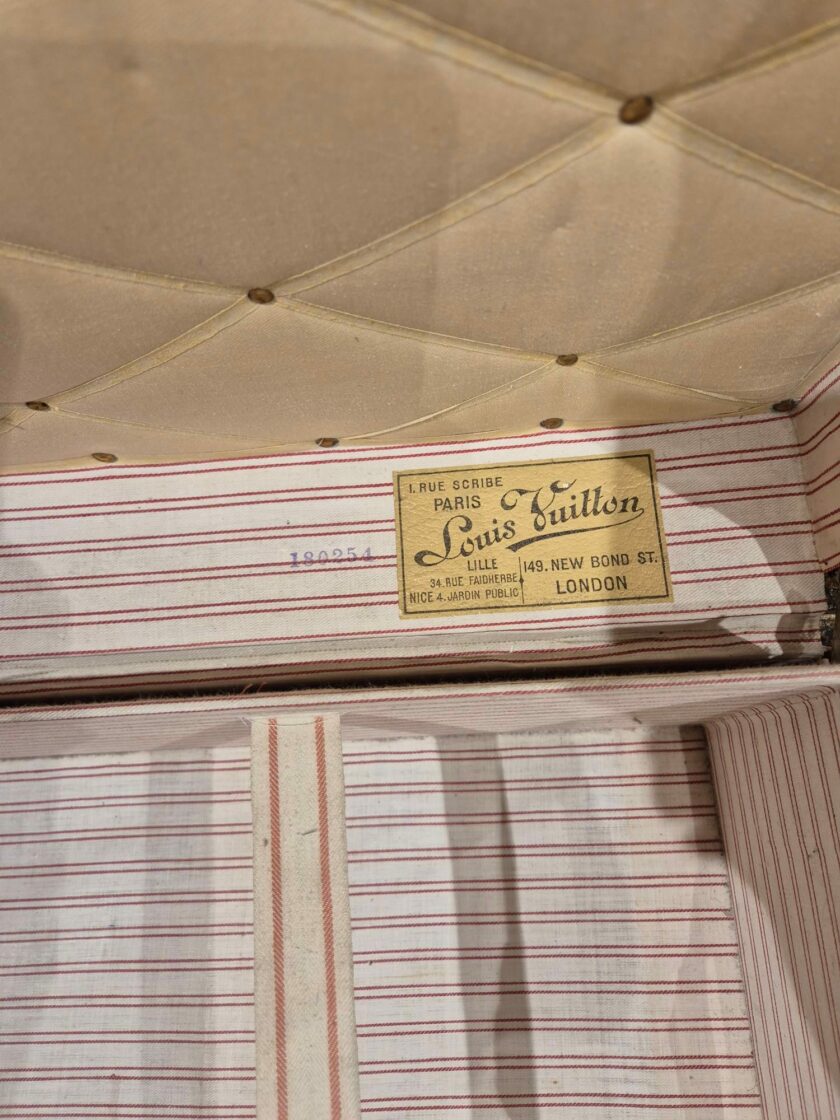 180254
1. RUE SCRIBE
PARIS
Louis Vuitton
LILLE
34. RUE FAIDHERBE
NICE 4. JARDIN PUBLIC
149. NEW BOND ST.
LONDON